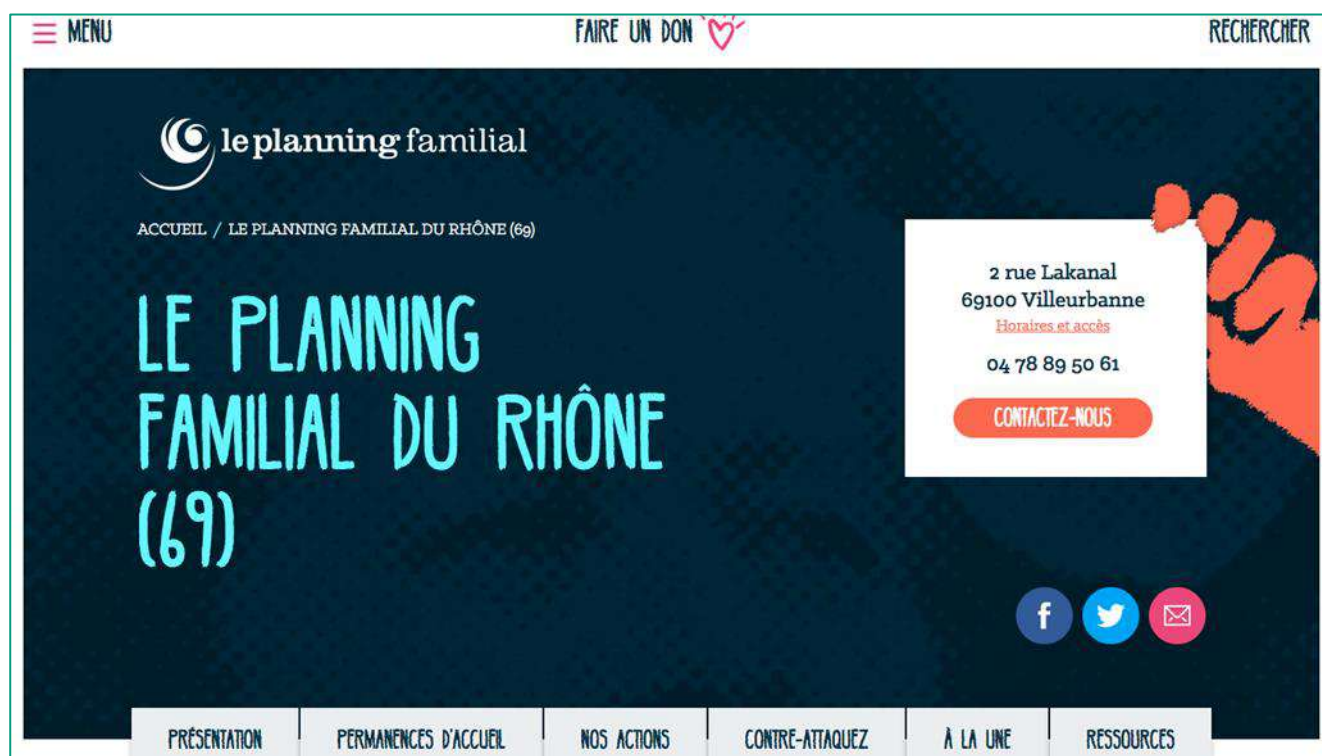 MENU
FAIRE UN DON
RECHERCHER
le planning familial
ACCUEIL / LE PLANNING FAMILIAL DU RHÔNE (69)
LE PLANNING
FAMILIAL DU RHÔNE
(69)
2 rue Lakanal
69100 Villeurbanne
Horaires et accès
04 78 89 50 61
CONTACTEZ-NOUS
PRÉSENTATION
PERMANENCES D'ACCUEIL
NOS ACTIONS
CONTRE-ATTAQUEZ
À LA UNE
RESSOURCES